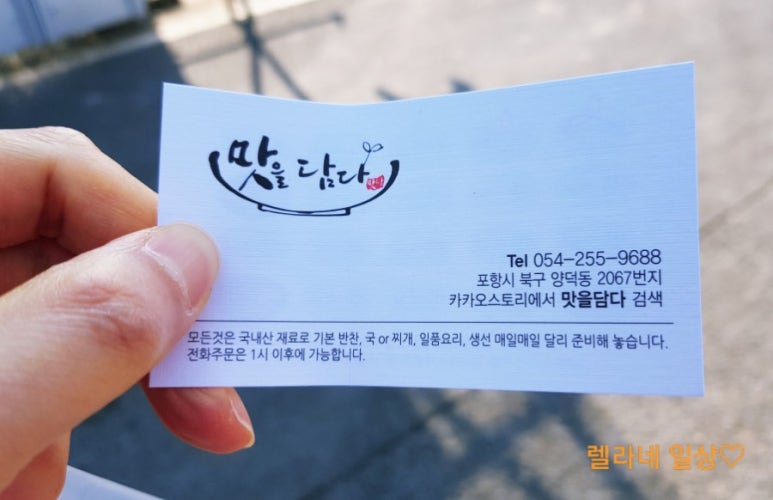 맛을 담다
Tel 054-255-9688
포항시 북구 양덕동 2067번지
카카오스토리에서 맛을담다 검색
모든것은 국내산 재료로 기본 반찬, 국 or 찌개, 일품요리, 생선 매일매일 달리 준비해 놓습니다.
전화주문은 1시 이후에 가능합니다.
렐라네 일상♡